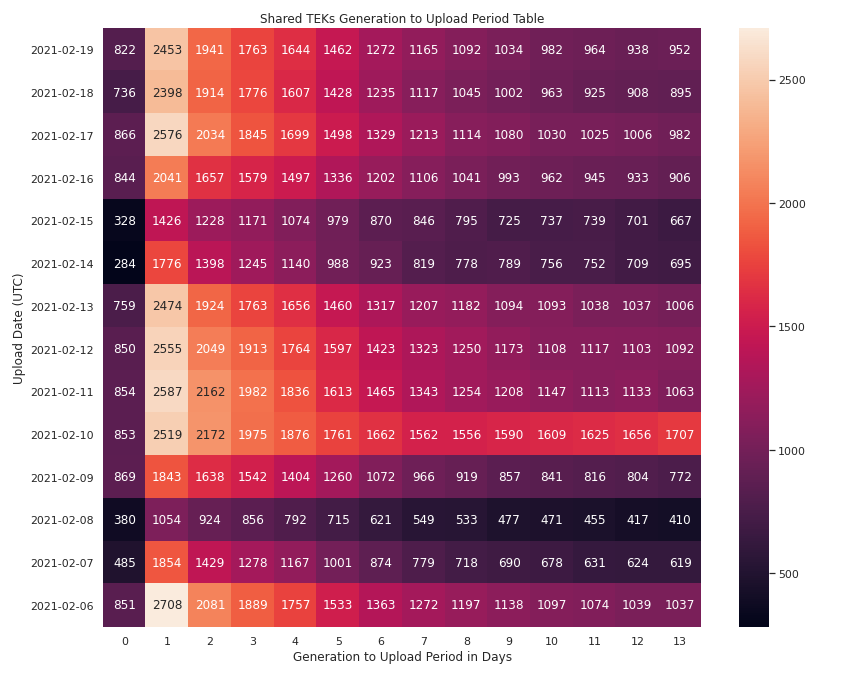 Shared TEKs Generation to Upload Period Table
Upload Date (UTC)
2021-02-19 822 2453 1941 1763 1644 1462 1272 1165 1092 1034 982 964 938 952
2021-02-18 736 2398 1914 1776 1607 1428 1235 1117 1045 1002 963 925 908 895
2021-02-17 866 2576 2034 1845 1699 1498 1329 1213 1114 1080 1030 1025 1006 982
2021-02-16 844 2041 1657 1579 1497 1336 1202 1106 1041 993 962 945 933 906
2021-02-15 328 1426 1228 1171 1074 979 870 846 795 725 737 739 701 667
2021-02-14 284 1776 1398 1245 1140 988 923 819 778 789 756 752 709 695
2021-02-13 759 2474 1924 1763 1656 1460 1317 1207 1182 1094 1093 1038 1037 1006
2021-02-12 850 2555 2049 1913 1764 1597 1423 1323 1250 1173 1108 1117 1103 1092
2021-02-11 854 2587 2162 1982 1836 1613 1465 1343 1254 1208 1147 1113 1133 1063
2021-02-10 853 2519 2172 1975 1876 1761 1662 1562 1556 1590 1609 1625 1656 1707
2021-02-09 869 1843 1638 1542 1404 1260 1072 966 919 857 841 816 804 772
2021-02-08 380 1054 924 856 792 715 621 549 533 477 471 455 417 410
2021-02-07 485 1854 1429 1278 1167 1001 874 779 718 690 678 631 624 619
2021-02-06 851 2708 2081 1889 1757 1533 1363 1272 1197 1138 1097 1074 1039 1037
0 1 2 3 4 5 6 7 8 9 10 11 12 13
Generation to Upload Period in Days
2500
2000
1500
1000
500